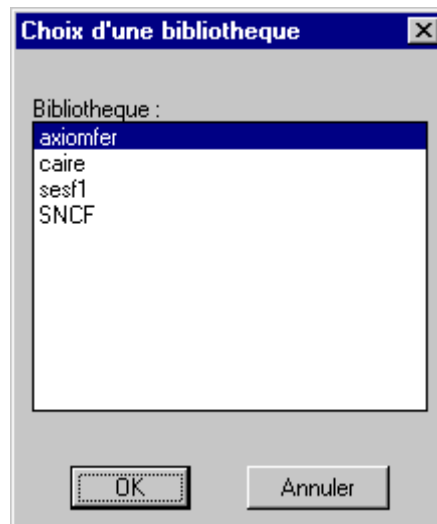 Choix d'une bibliotheque
Bibliotheque :
axiomfer
caire
sesf1
SNCF
OK
Annuler